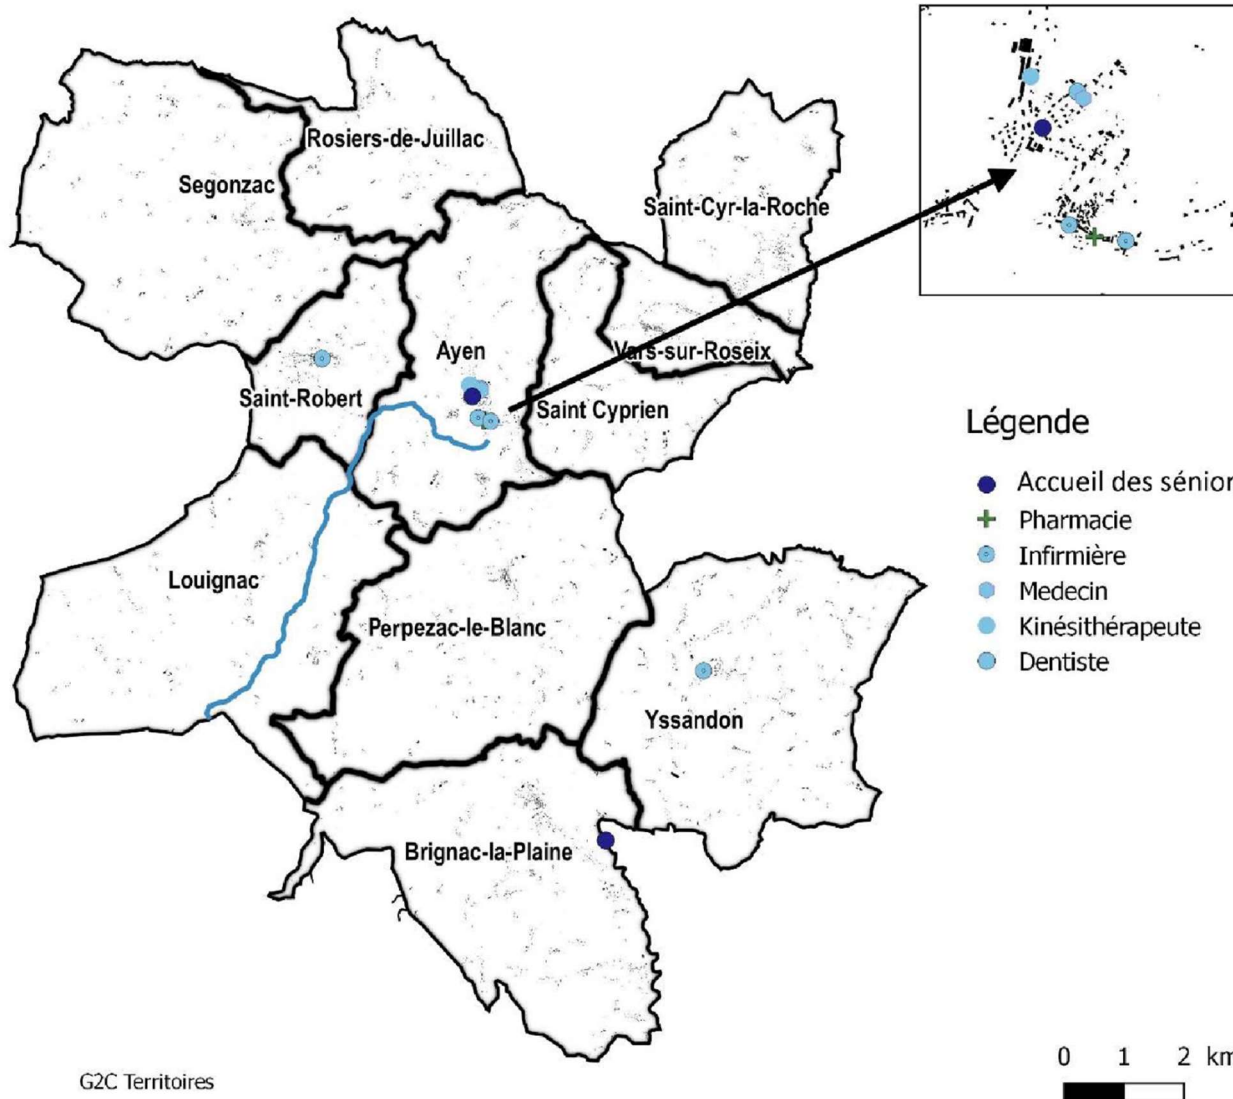 Rosiers-de-Juillac
Segonzac
Saint-Cyr-la-Roche
Ayen
Vars-sur-Roseix
Saint-Robert
Saint Cyprien
Légende
Accueil des sénior
Pharmacie
Infirmière
Medecin
Kinésithérapeute
Dentiste
Louignac
Perpezac-le-Blanc
Yssandon
Brignac-la-Plaine
0 1 2 km
G2C Territoires